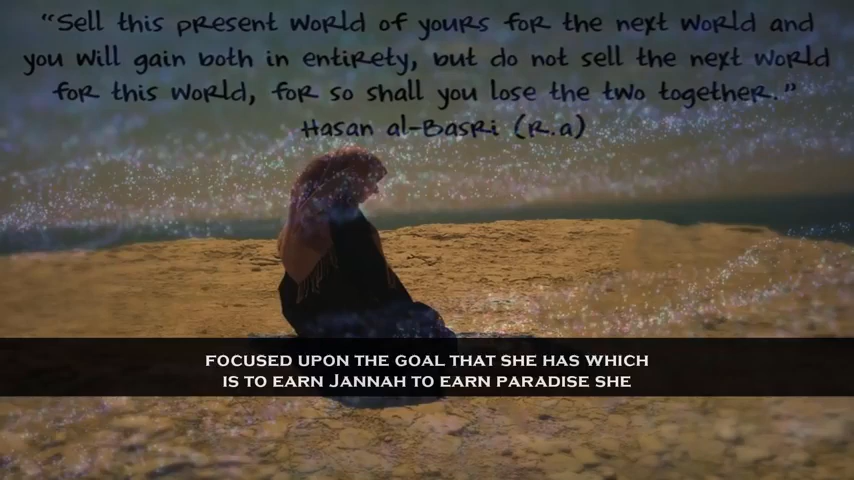 “Sell this present world of yours for the next world and
you will gain both in entirety, but do not sell the next world
for this world, for so shall you lose the two together.”
Hasan al-Basri (r.a)
FOCUSED UPON THE GOAL THAT SHE HAS WHICH
IS TO EARN JANNAH TO EARN PARADISE SHE